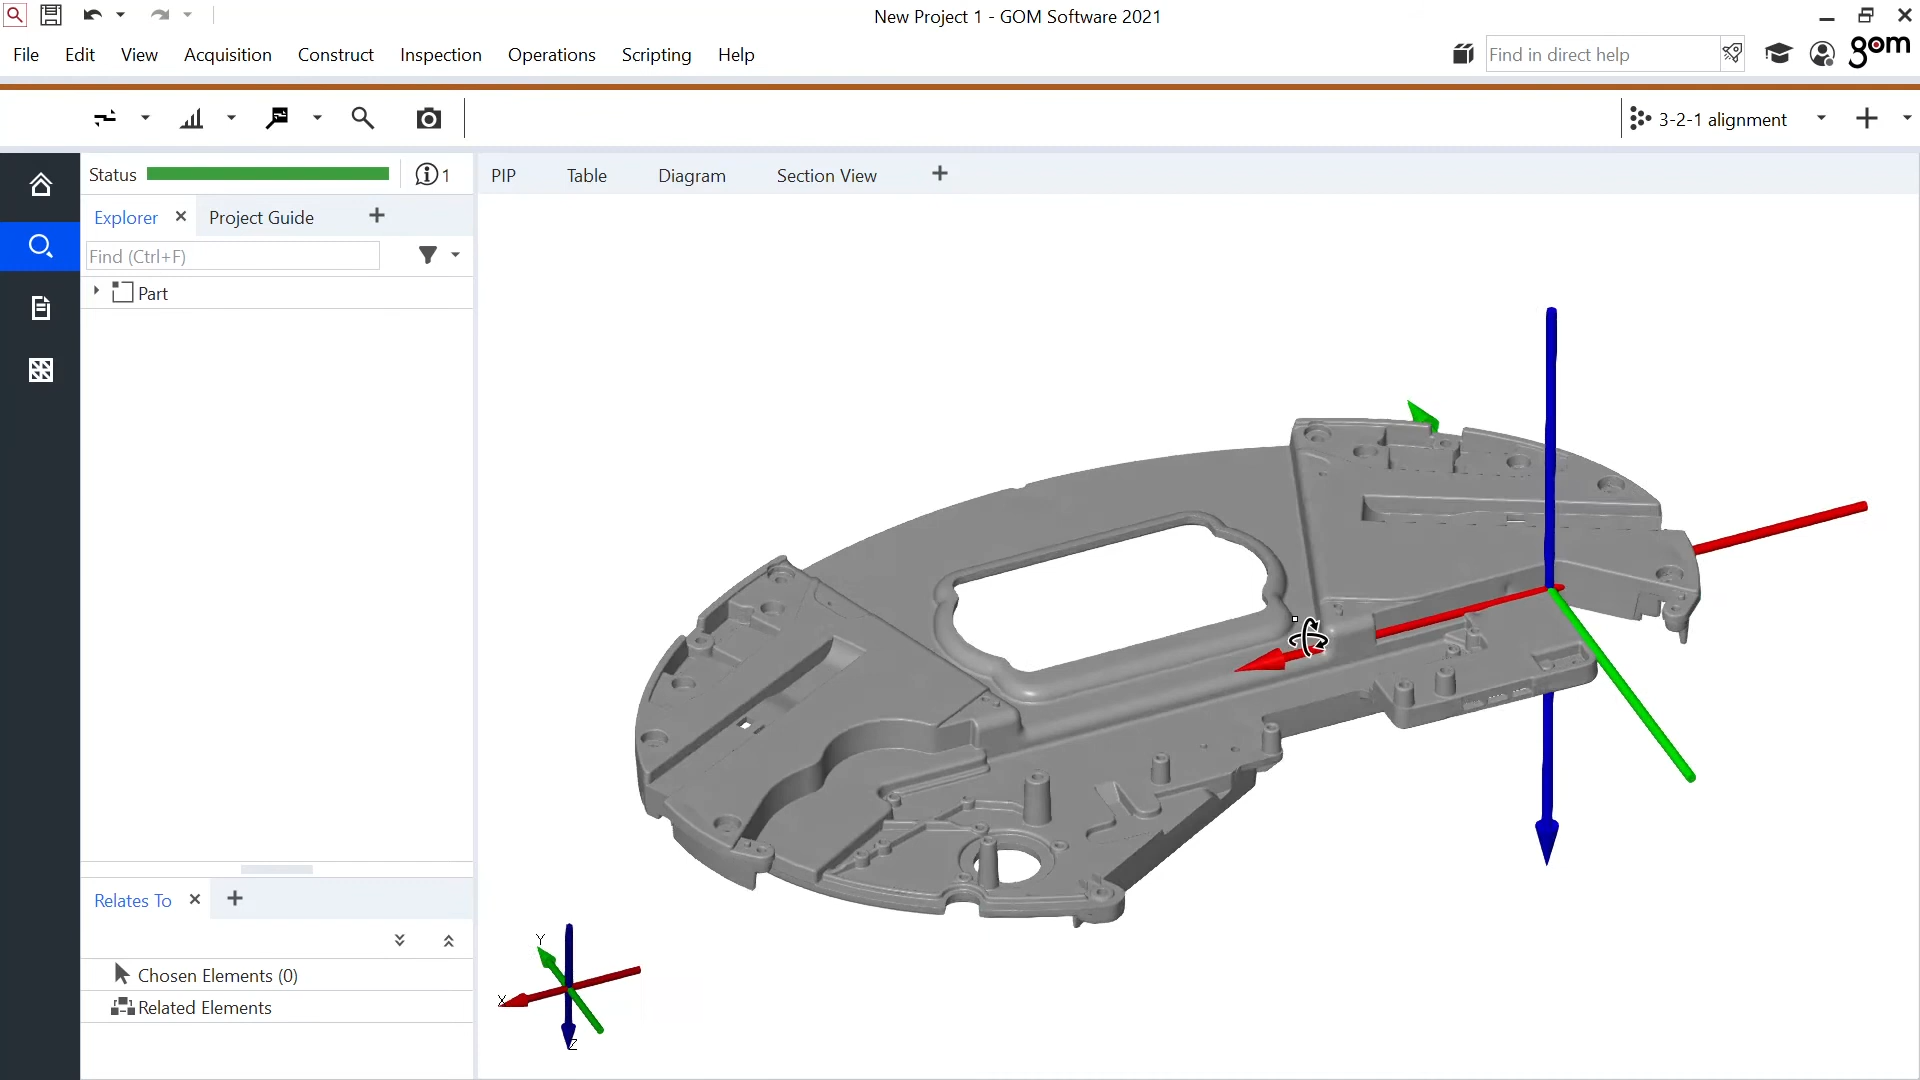 New Project 1 - GOM Software 2021
File Edit View Acquisition Construct Inspection Operations Scripting Help
Find in direct help
gom
3-2-1 alignment
Status
1
PIP Table Diagram Section View
Explorer Project Guide
Find (Ctrl+F)
Part
Relates To
Chosen Elements (0)
Related Elements
Y
X
Z